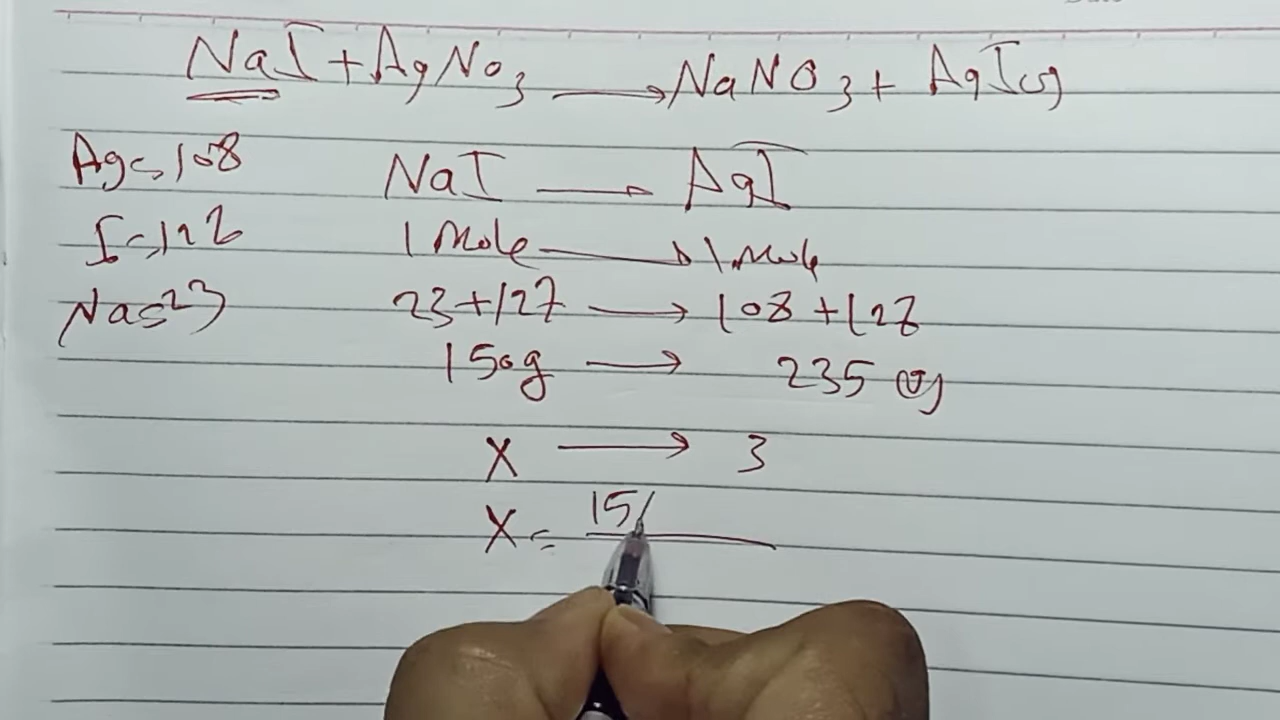 NaI + AgNO3 → NaNO3 + AgI(s)
Ag = 108
NaI → AgI
I = 127
1 Mole → 1 Mole
Na = 23
23 + 127 → 108 + 127
150g → 235 g
X → 3
X = 15